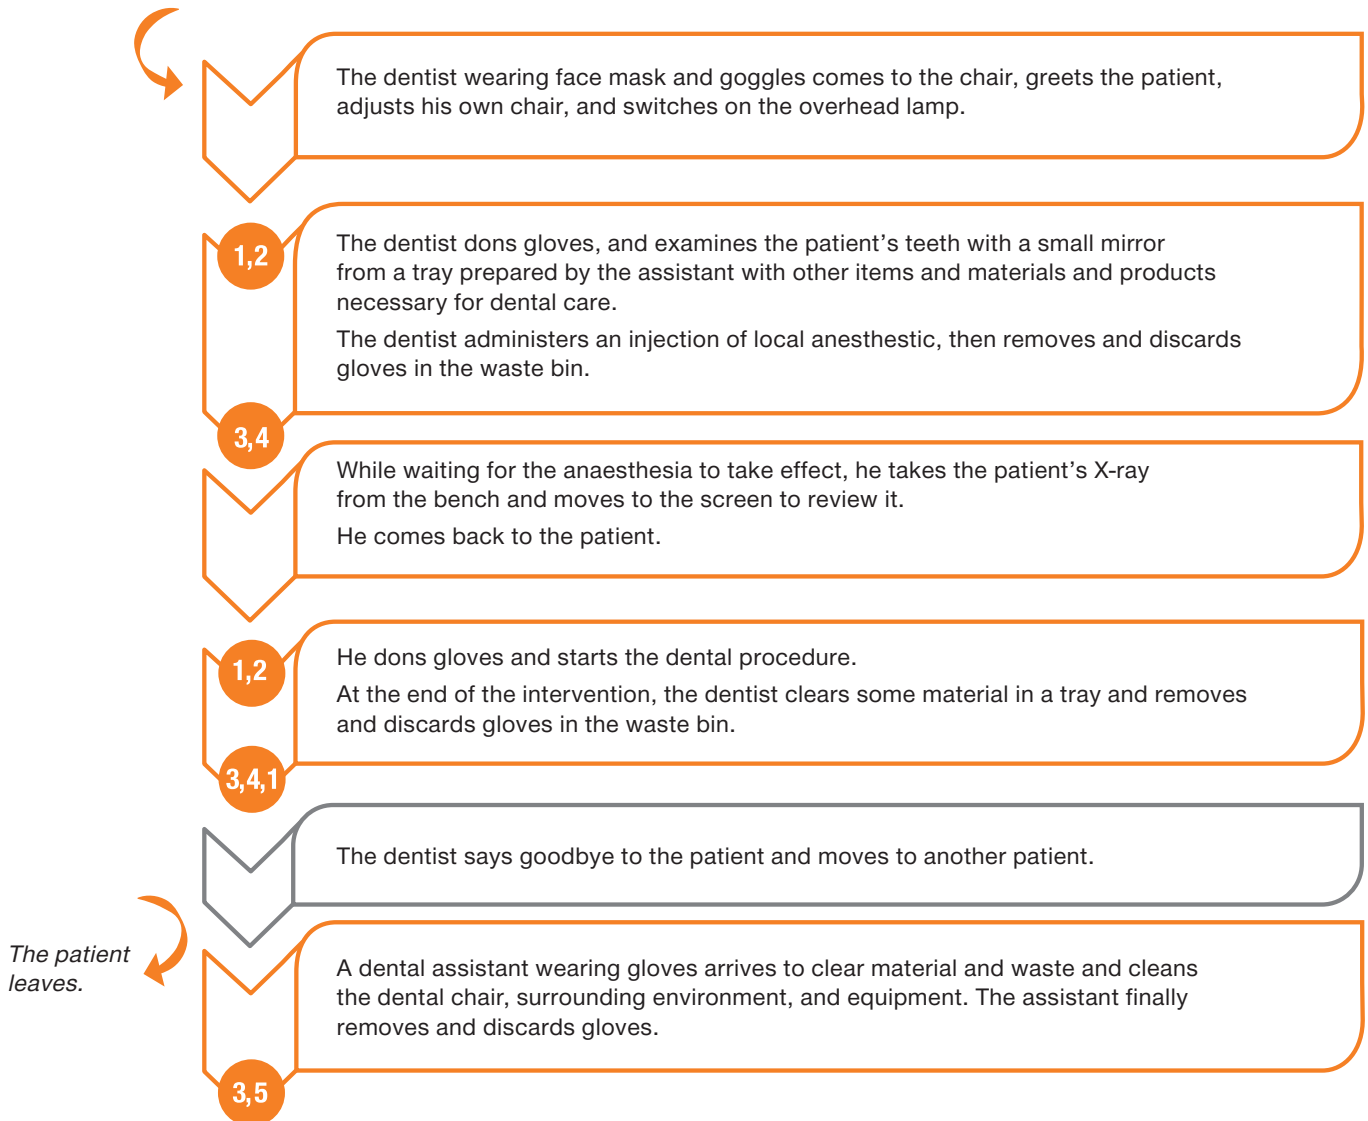 The dentist wearing face mask and goggles comes to the chair, greets the patient,
adjusts his own chair, and switches on the overhead lamp.
1,2
The dentist dons gloves, and examines the patient’s teeth with a small mirror
from a tray prepared by the assistant with other items and materials and products
necessary for dental care.
The dentist administers an injection of local anesthestic, then removes and discards
gloves in the waste bin.
3,4
While waiting for the anaesthesia to take effect, he takes the patient’s X-ray
from the bench and moves to the screen to review it.
He comes back to the patient.
1,2
He dons gloves and starts the dental procedure.
At the end of the intervention, the dentist clears some material in a tray and removes
and discards gloves in the waste bin.
3,4,1
The dentist says goodbye to the patient and moves to another patient.
The patient
leaves.
A dental assistant wearing gloves arrives to clear material and waste and cleans
the dental chair, surrounding environment, and equipment. The assistant finally
removes and discards gloves.
3,5